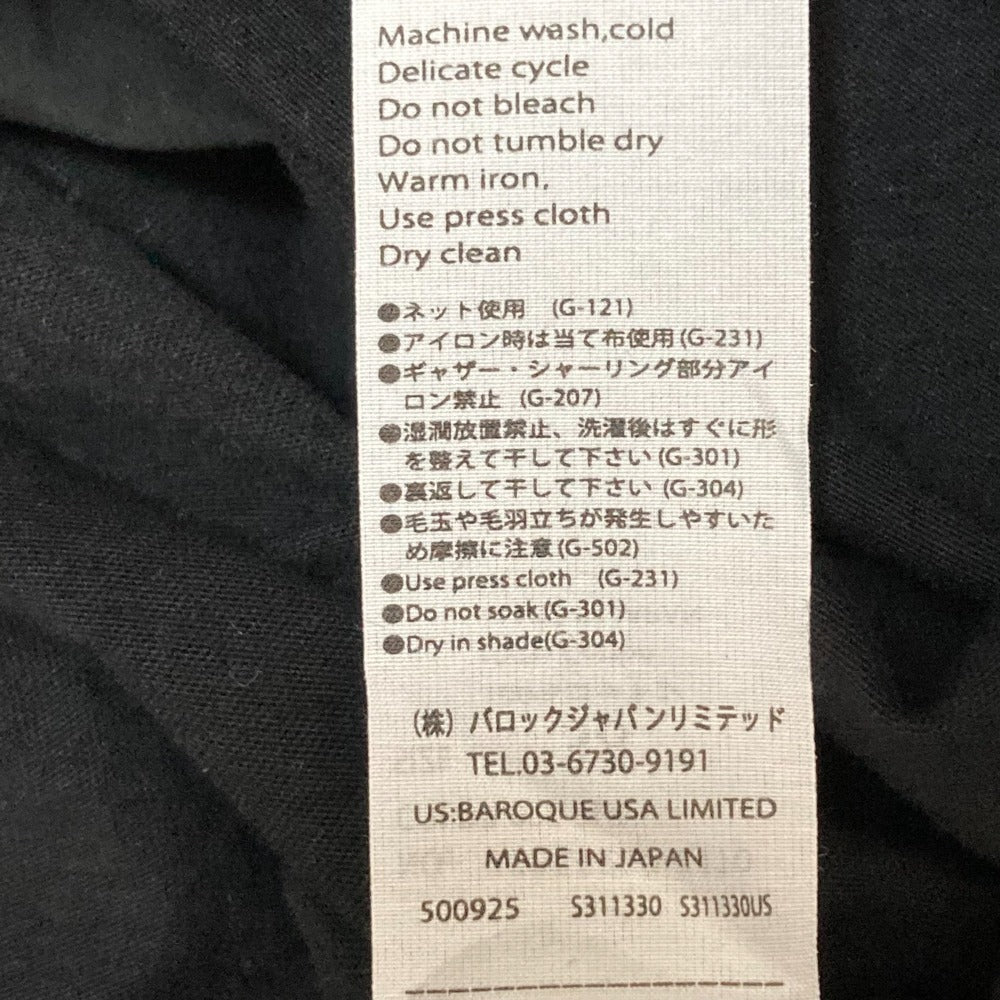 Machine wash,cold
Delicate cycle
Do not bleach
Do not tumble dry
Warm iron,
Use press cloth
Dry clean
●ネット使用 (G-121)
●アイロン時は当て布使用(G-231)
●ギャザー・シャーリング部分アイ
ロン禁止 (G-207)
●湿潤放置禁止、洗濯後はすぐに形
を整えて干して下さい(G-301)
●裏返して干して下さい(G-304)
●毛玉や毛羽立ちが発生しやすいた
め摩擦に注意(G-502)
●Use press cloth (G-231)
●Do not soak(G-301)
●Dry in shade(G-304)
(株) バロックジャパンリミテッド
TEL.03-6730-9191
US:BAROQUE USA LIMITED
MADE IN JAPAN
500925 S311330 S311330US